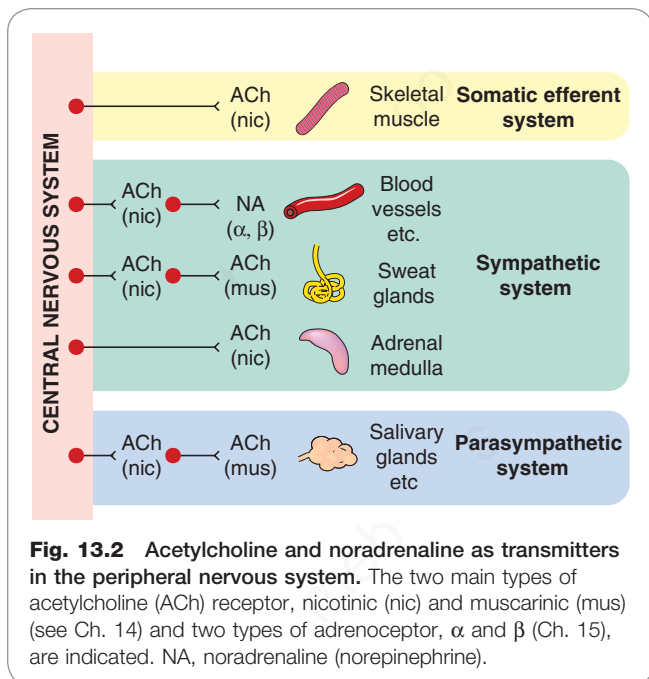 CENTRAL NERVOUS SYSTEM
ACh
(nic)
Skeletal
muscle
Somatic efferent
system
ACh
(nic)
NA
(α, β)
Blood
vessels
etc.
ACh
(nic)
ACh
(mus)
Sweat
glands
Sympathetic
system
ACh
(nic)
Adrenal
medulla
ACh
(nic)
ACh
(mus)
Salivary
glands
etc
Parasympathetic
system
Fig. 13.2 Acetylcholine and noradrenaline as transmitters
in the peripheral nervous system. The two main types of
acetylcholine (ACh) receptor, nicotinic (nic) and muscarinic (mus)
(see Ch. 14) and two types of adrenoceptor, α and β (Ch. 15),
are indicated. NA, noradrenaline (norepinephrine).